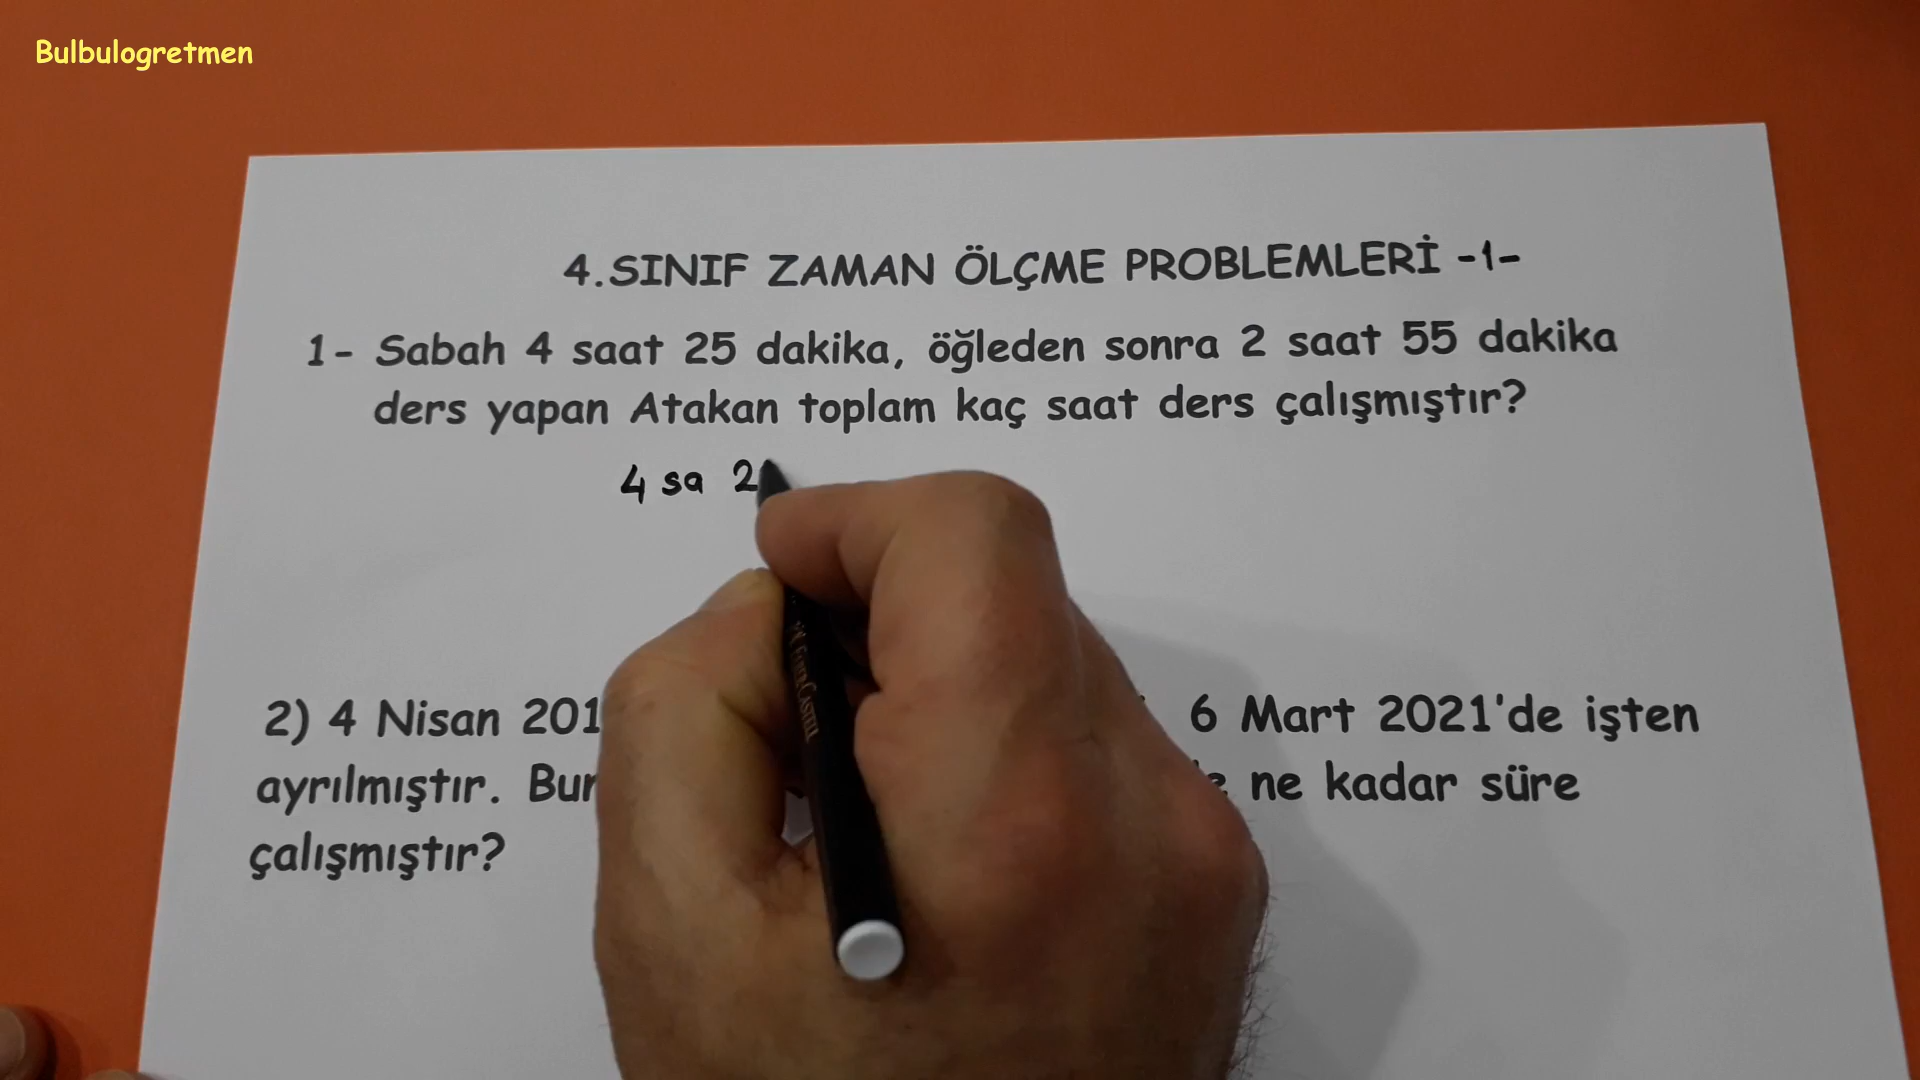 Bulbulogretmen
4.SINIF ZAMAN ÖLÇME PROBLEMLERİ -1-
1- Sabah 4 saat 25 dakika, öğleden sonra 2 saat 55 dakika
ders yapan Atakan toplam kaç saat ders çalışmıştır?
4 sa 2
2) 4 Nisan 201 6 Mart 2021'de işten
ayrılmıştır. ne kadar süre
çalışmıştır?
FABER CASTELL